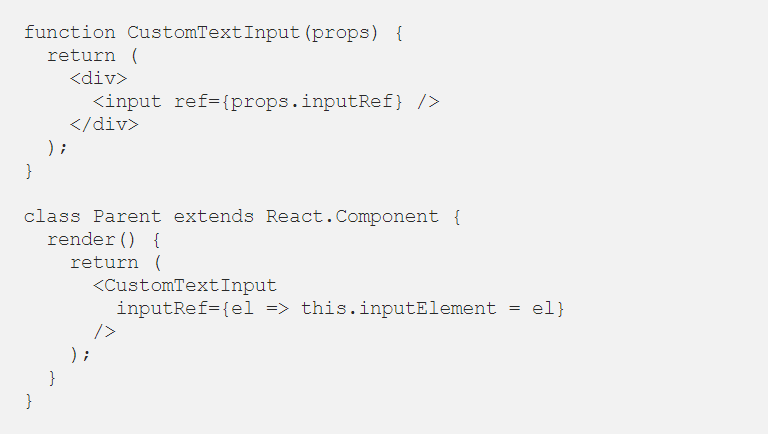 function CustomTextInput(props) {
  return (
    <div>
      <input ref={props.inputRef} />
    </div>
  );
}

class Parent extends React.Component {
  render() {
    return (
      <CustomTextInput
        inputRef={el => this.inputElement = el}
      />
    );
  }
}